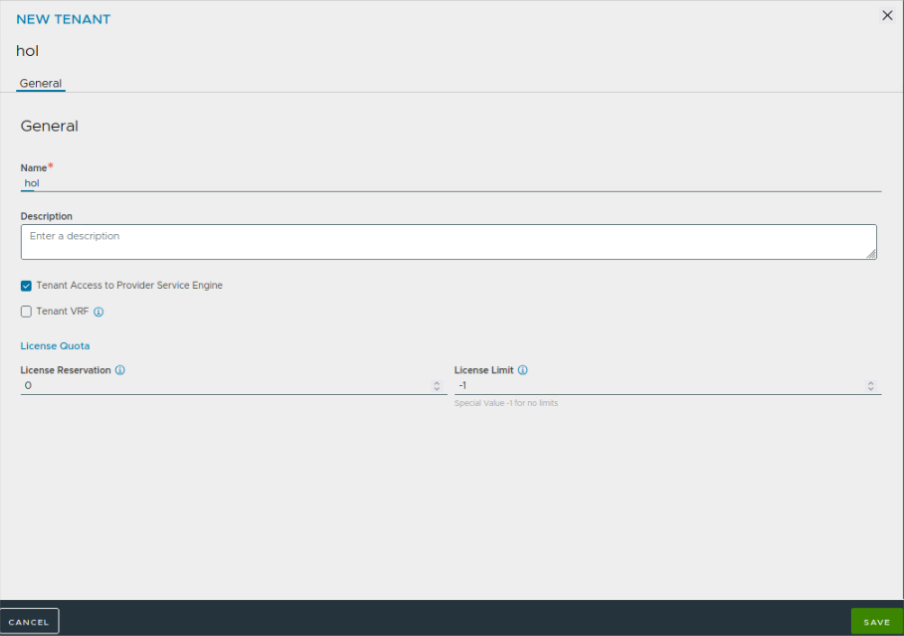 NEW TENANT
hol
General
General
Name*
hol
Description
Enter a description
Tenant Access to Provider Service Engine
Tenant VRF
License Quota
License Reservation
License Limit
0
-1
Special Value -1 for no limits
CANCEL
SAVE